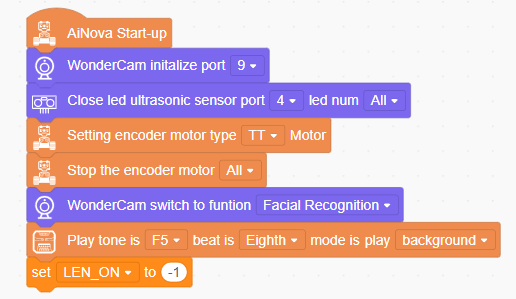 AiNova Start-up
WonderCam initalize port 9
Close led ultrasonic sensor port 4 led num All
Setting encoder motor type TT Motor
Stop the encoder motor All
WonderCam switch to funtion Facial Recognition
Play tone is F5 beat is Eighth mode is play background
set LEN_ON to -1